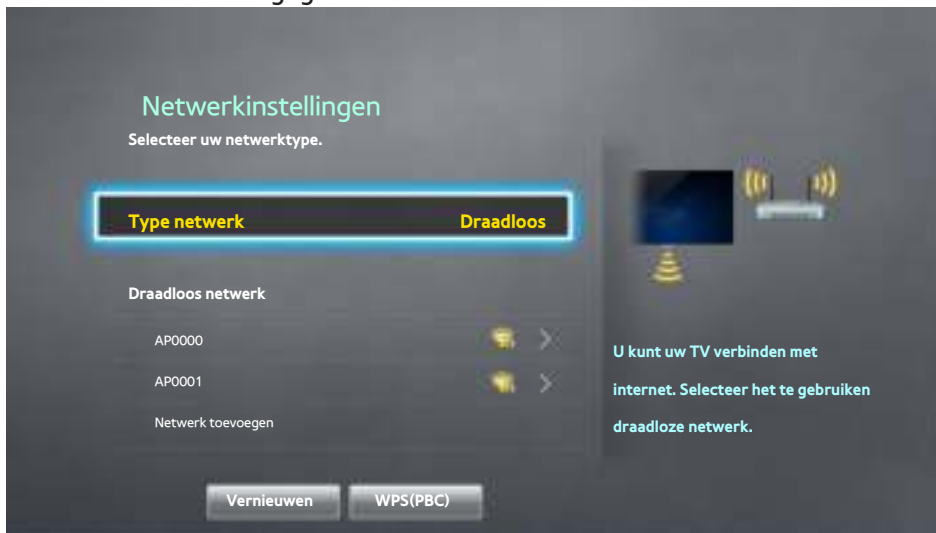 Netwerkinstellingen
Selecteer uw netwerktype.
Type netwerk Draadloos
Draadloos netwerk
AP0000
AP0001
Netwerk toevoegen
Vernieuwen WPS(PBC)
U kunt uw TV verbinden met
internet. Selecteer het te gebruiken
draadloze netwerk.